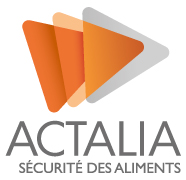 ACTALIA
SÉCURITÉ DES ALIMENTS